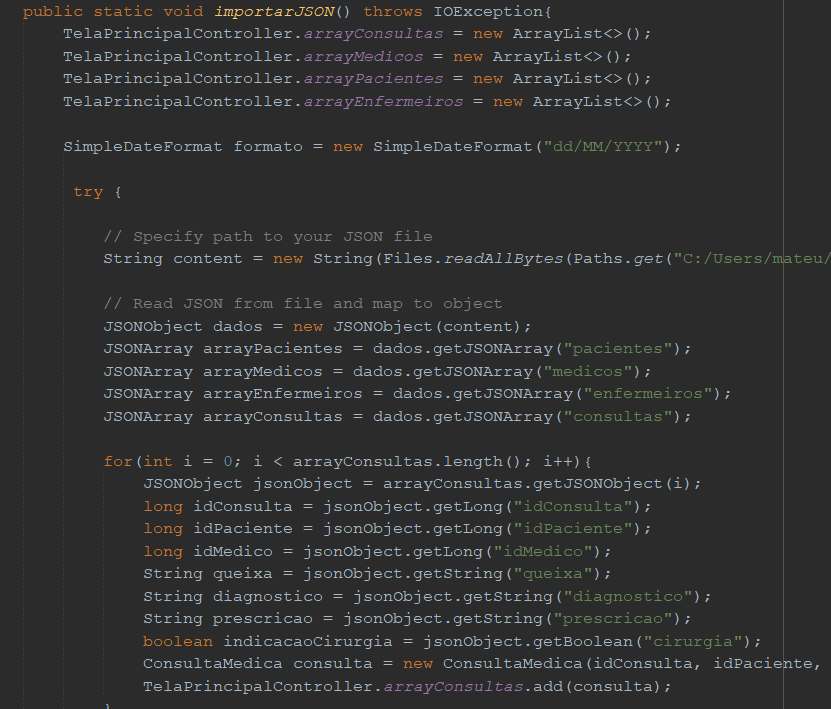 public static void importarJSON() throws IOException{
TelaPrincipalController.arrayConsultas = new ArrayList<>();
TelaPrincipalController.arrayMedicos = new ArrayList<>();
TelaPrincipalController.arrayPacientes = new ArrayList<>();
TelaPrincipalController.arrayEnfermeiros = new ArrayList<>();
SimpleDateFormat formato = new SimpleDateFormat("dd/MM/YYYY");
try {
// Specify path to your JSON file
String content = new String(Files.readAllBytes(Paths.get("C:/Users/mateu/
// Read JSON from file and map to object
JSONObject dados = new JSONObject(content);
JSONArray arrayPacientes = dados.getJSONArray("pacientes");
JSONArray arrayMedicos = dados.getJSONArray("medicos");
JSONArray arrayEnfermeiros = dados.getJSONArray("enfermeiros");
JSONArray arrayConsultas = dados.getJSONArray("consultas");
for(int i = 0; i < arrayConsultas.length(); i++){
JSONObject jsonObject = arrayConsultas.getJSONObject(i);
long idConsulta = jsonObject.getLong("idConsulta");
long idPaciente = jsonObject.getLong("idPaciente");
long idMedico = jsonObject.getLong("idMedico");
String queixa = jsonObject.getString("queixa");
String diagnostico = jsonObject.getString("diagnostico");
String prescricao = jsonObject.getString("prescricao");
boolean indicacaoCirurgia = jsonObject.getBoolean("cirurgia");
ConsultaMedica consulta = new ConsultaMedica(idConsulta, idPaciente,
TelaPrincipalController.arrayConsultas.add(consulta);
}